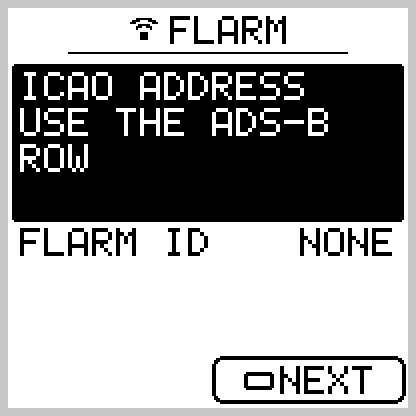 FLARM
ICAO ADDRESS
USE THE ADS-B
ROW
FLARM ID NONE
NEXT